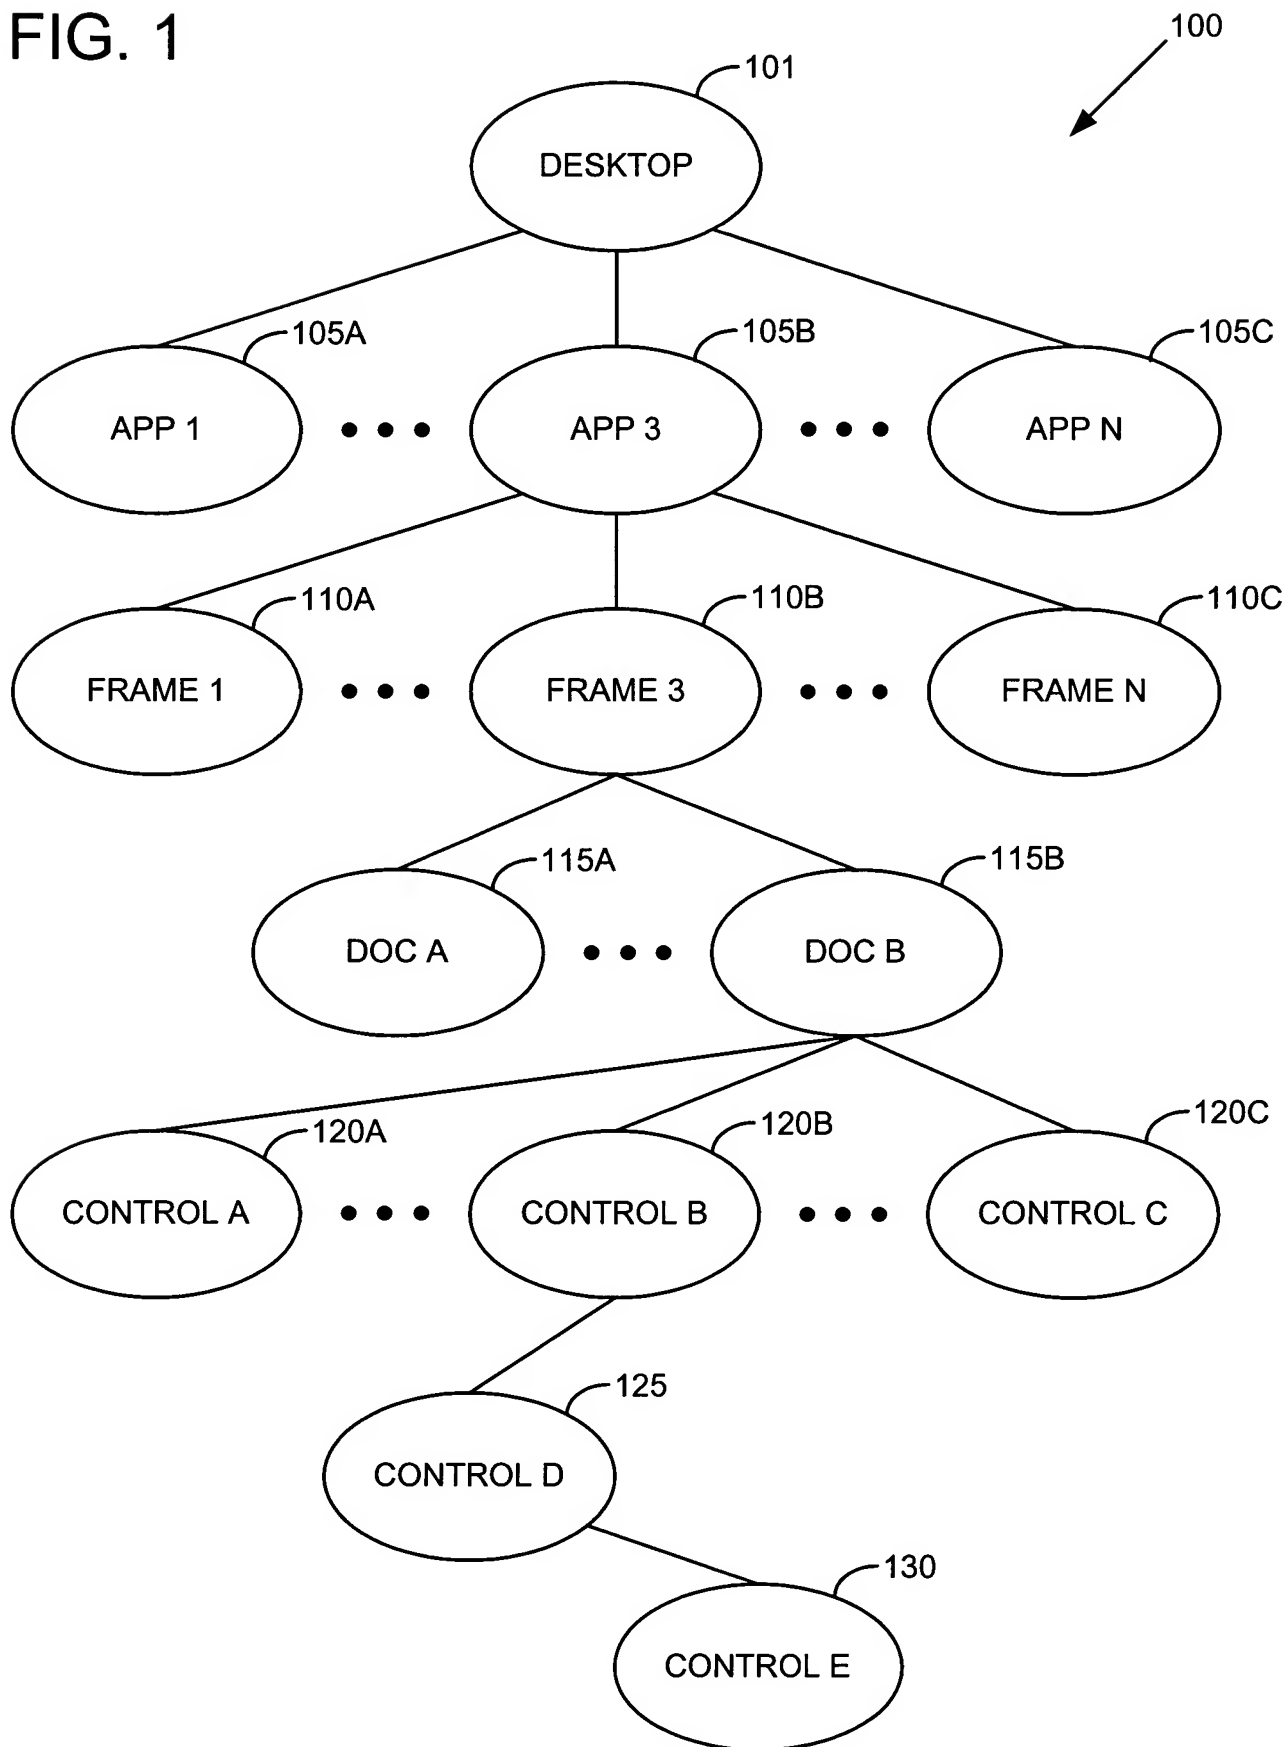 FIG. 1
100
101
DESKTOP
105A
105B
105C
APP 1
APP 3
APP N
110A
110B
110C
FRAME 1
FRAME 3
FRAME N
115A
115B
DOC A
DOC B
120A
120B
120C
CONTROL A
CONTROL B
CONTROL C
125
CONTROL D
130
CONTROL E